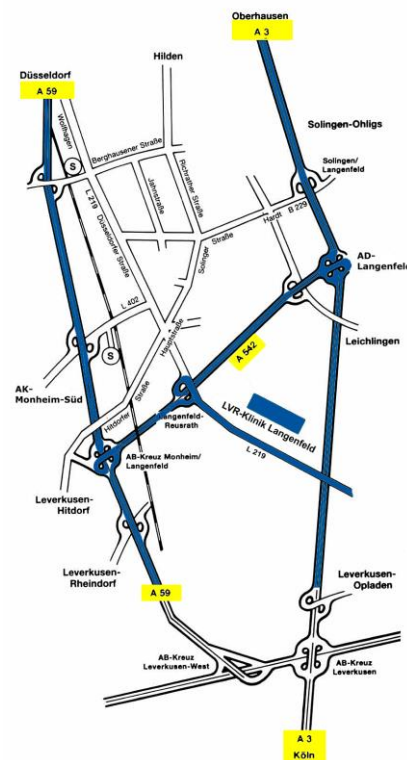 Oberhausen
A 3
Düsseldorf
A 59
Hilden
Wolfhagen
Solingen-Ohligs
Berghausener Straße
S
Solingen/
Langenfeld
Richrather Straße
Jahnstraße
L 219
Düsseldorfer Straße
Hardt
B 229
Solinger
Straße
AD-
Langenfeld
L 402
Hauptstraße
S
A 542
Leichlingen
AK-
Monheim-Süd
Hitdorfer
Straße
Langenfeld-
Reusrath
LVR-Klinik Langenfeld
L 219
AB-Kreuz Monheim/
Langenfeld
Leverkusen-
Hitdorf
Leverkusen-
Rheindorf
A 59
Leverkusen-
Opladen
AB-Kreuz
Leverkusen-West
AB-Kreuz
Leverkusen
A 3
Köln